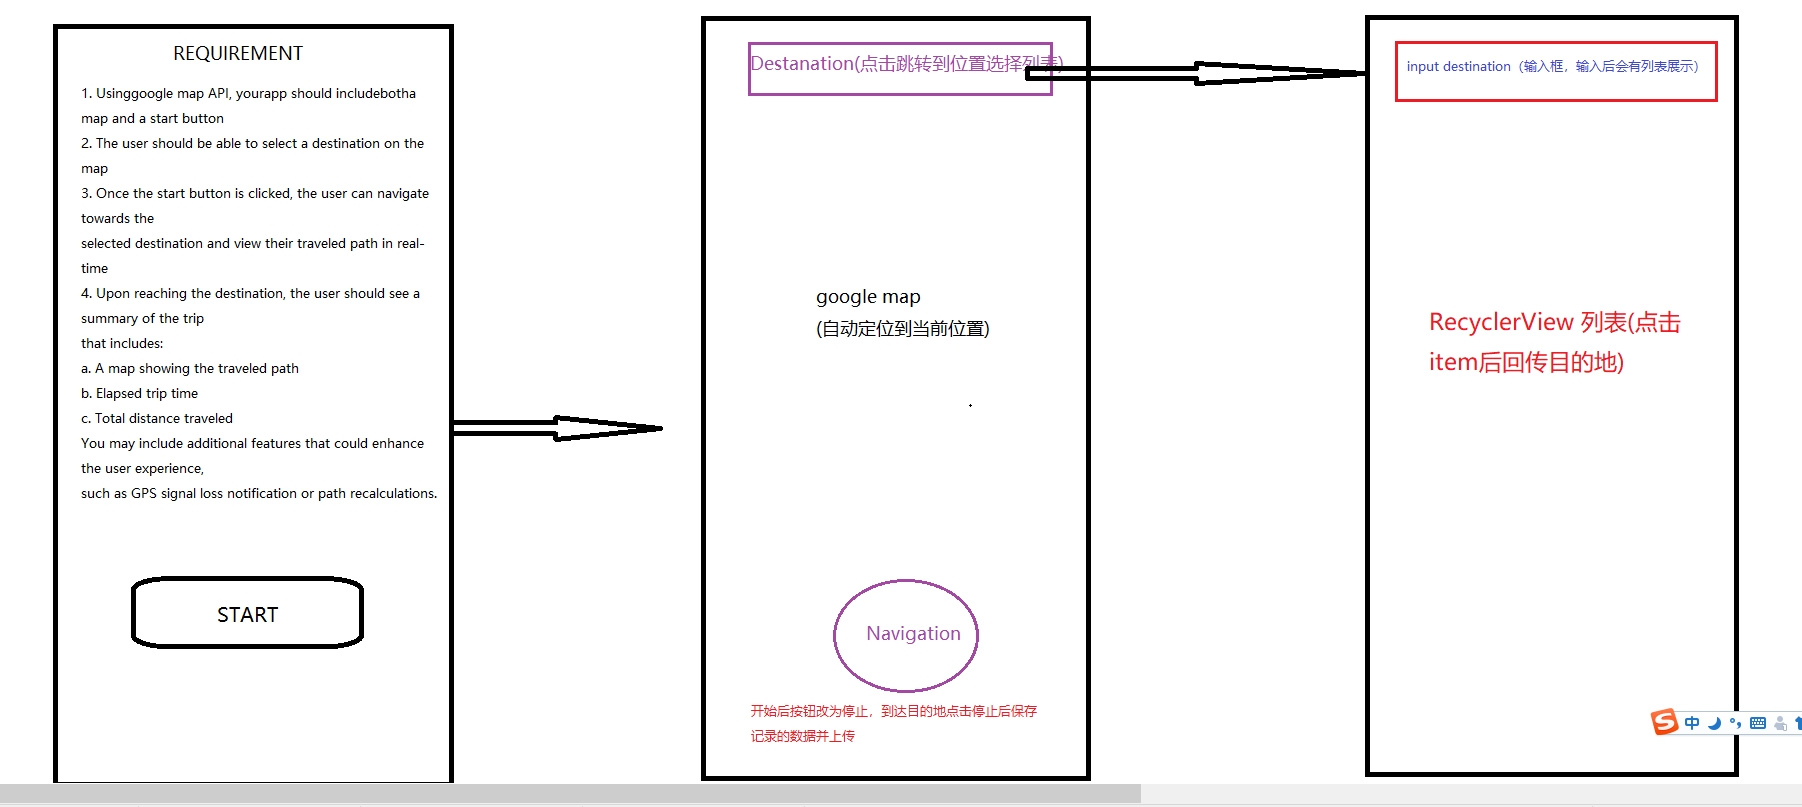 REQUIREMENT
1. Usinggoogle map API, yourapp should includebotha
map and a start button
2. The user should be able to select a destination on the
map
3. Once the start button is clicked, the user can navigate
towards the
selected destination and view their traveled path in real-
time
4. Upon reaching the destination, the user should see a
summary of the trip
that includes:
a. A map showing the traveled path
b. Elapsed trip time
c. Total distance traveled
You may include additional features that could enhance
the user experience,
such as GPS signal loss notification or path recalculations.
START
Destanation(点击跳转到位置选择列表)
google map
(自动定位到当前位置)
Navigation
开始后按钮改为停止，到达目的地点击停止后保存
记录的数据并上传
input destination（输入框，输入后会有列表展示）
RecyclerView 列表(点击
item后回传目的地)
S中